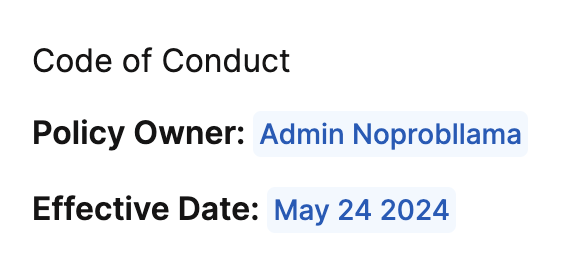 Code of Conduct
Policy Owner: Admin Noprobllama
Effective Date: May 24 2024